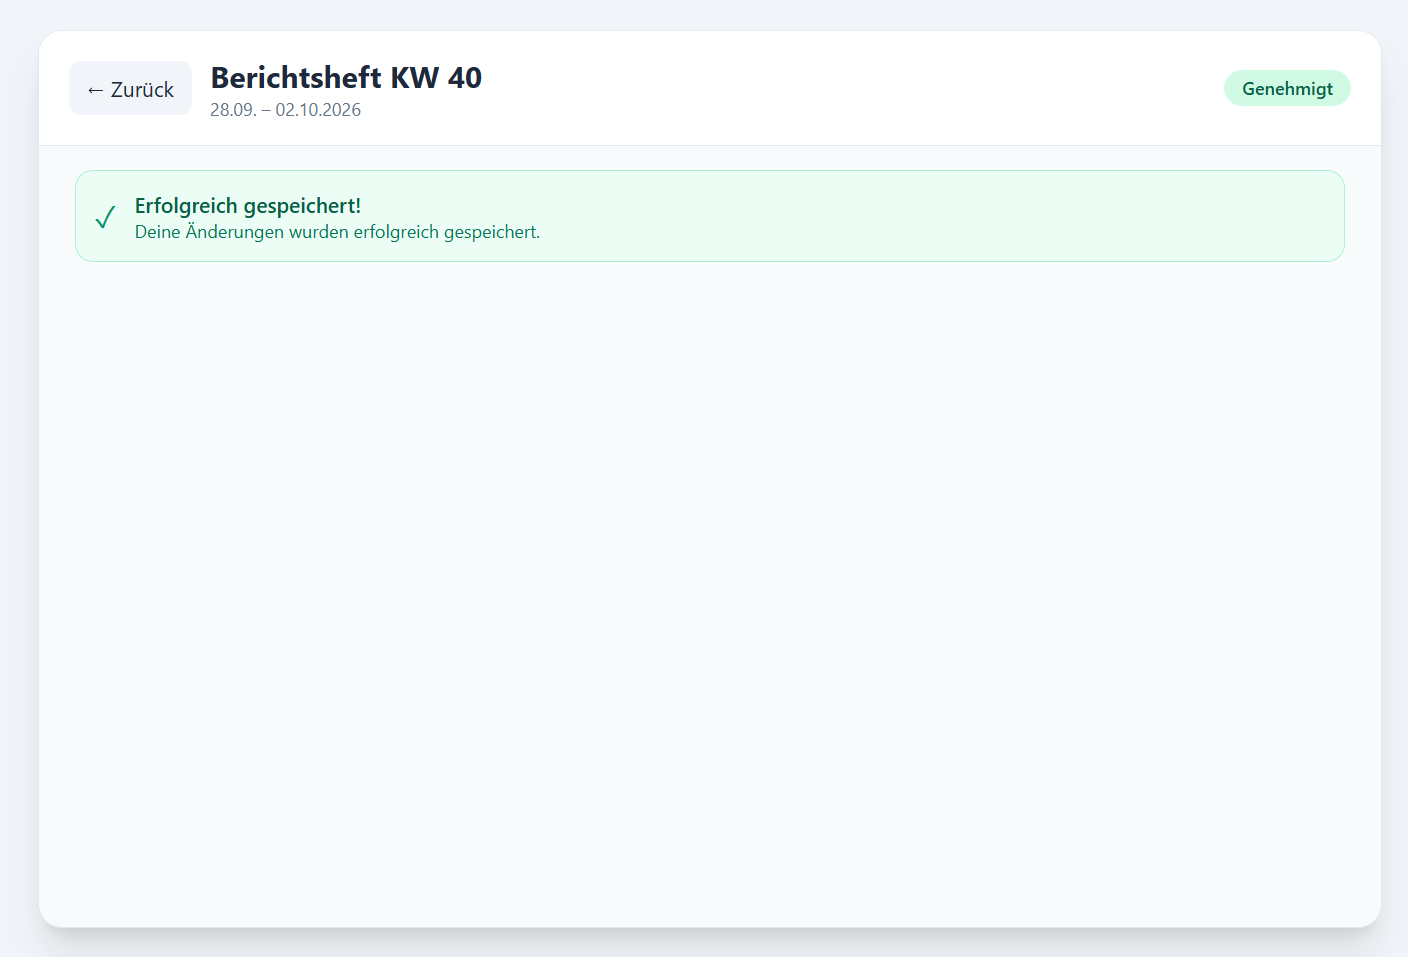 ← Zurück
Berichtsheft KW 40
28.09. – 02.10.2026
Genehmigt
✓ Erfolgreich gespeichert!
Deine Änderungen wurden erfolgreich gespeichert.